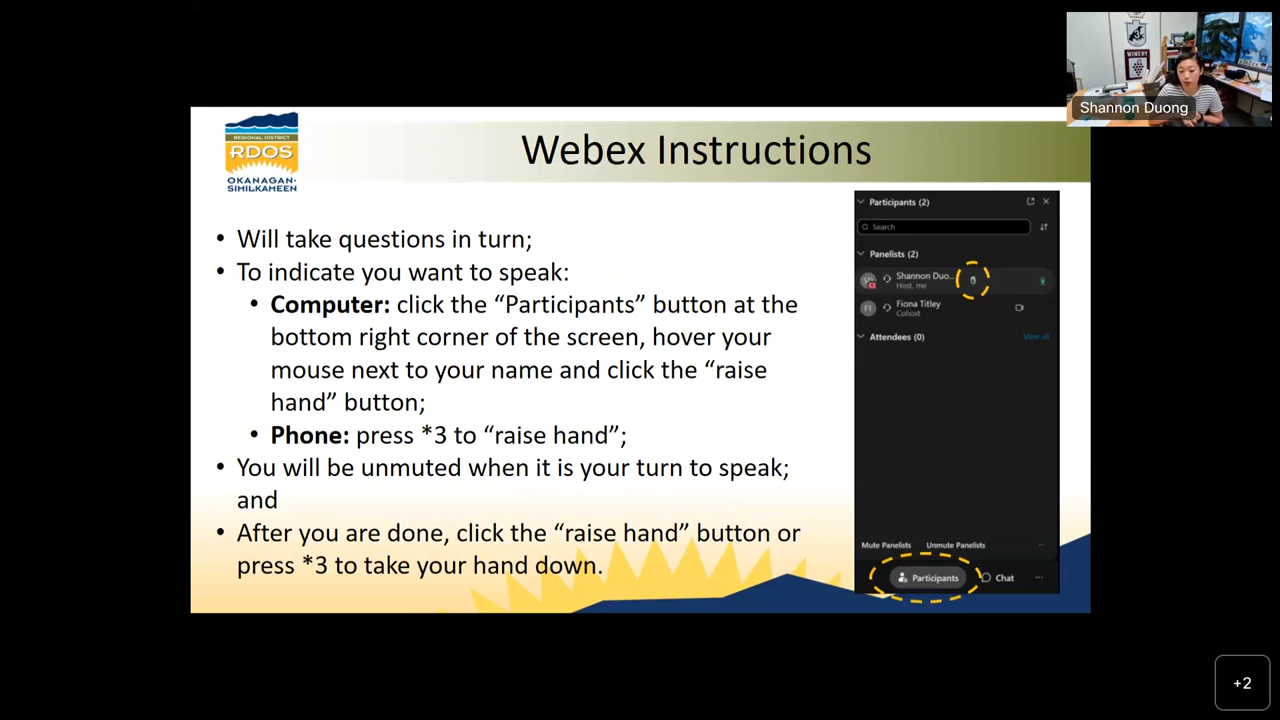 Shannon Duong
WINERY
REGIONAL DISTRICT
RDOS
OKANAGAN-
SIMILKAMEEN
Webex Instructions
• Will take questions in turn;
• To indicate you want to speak:
• Computer: click the “Participants” button at the
bottom right corner of the screen, hover your
mouse next to your name and click the “raise
hand” button;
• Phone: press *3 to “raise hand”;
• You will be unmuted when it is your turn to speak;
and
• After you are done, click the “raise hand” button or
press *3 to take your hand down.
Participants (2)
Search
Panelists (2)
Shannon Duo...
Host, me
FT
Fiona Titley
Cohost
Attendees (0)
View all
Mute Panelists Unmute Panelists ...
Participants Chat ...
+2